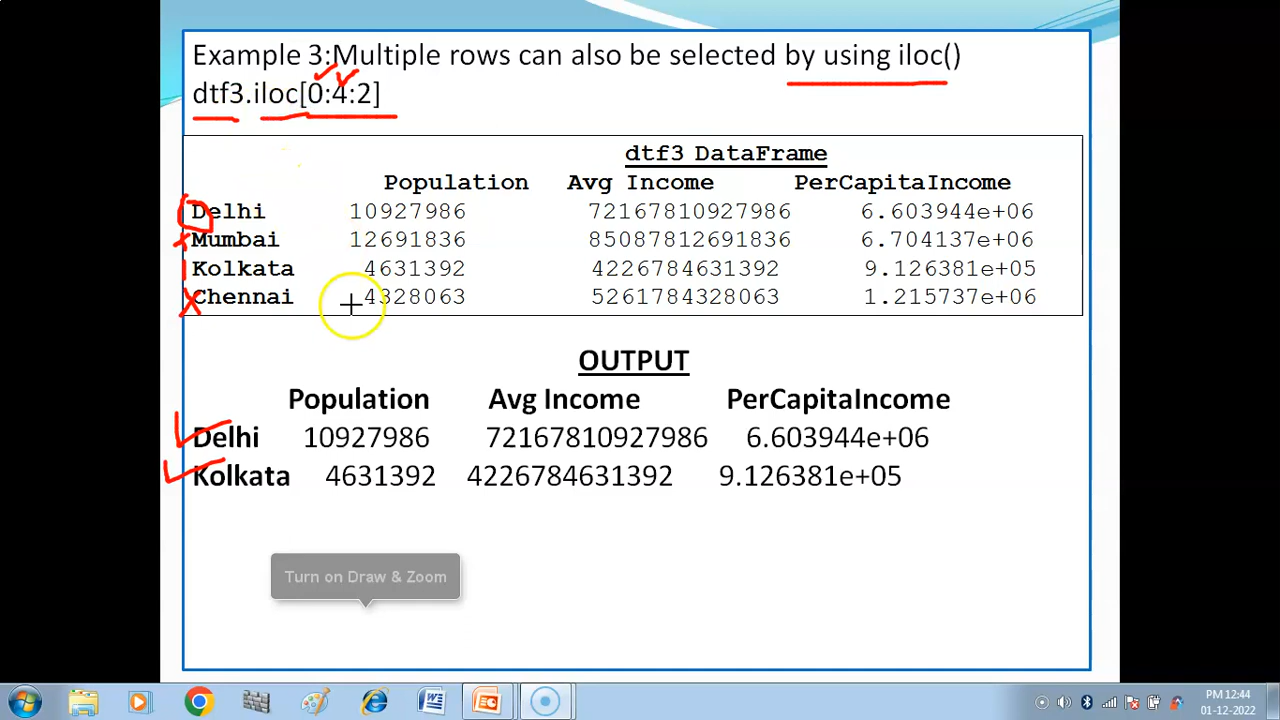 Example 3:Multiple rows can also be selected by using iloc()
dtf3.iloc[0:4:2]
dtf3 DataFrame
Population Avg Income PerCapitaIncome
Delhi 10927986 72167810927986 6.603944e+06
Mumbai 12691836 85087812691836 6.704137e+06
Kolkata 4631392 4226784631392 9.126381e+05
Chennai 4328063 5261784328063 1.215737e+06
OUTPUT
Population Avg Income PerCapitaIncome
Delhi 10927986 72167810927986 6.603944e+06
Kolkata 4631392 4226784631392 9.126381e+05
Turn on Draw & Zoom
PM 12:44
01-12-2022